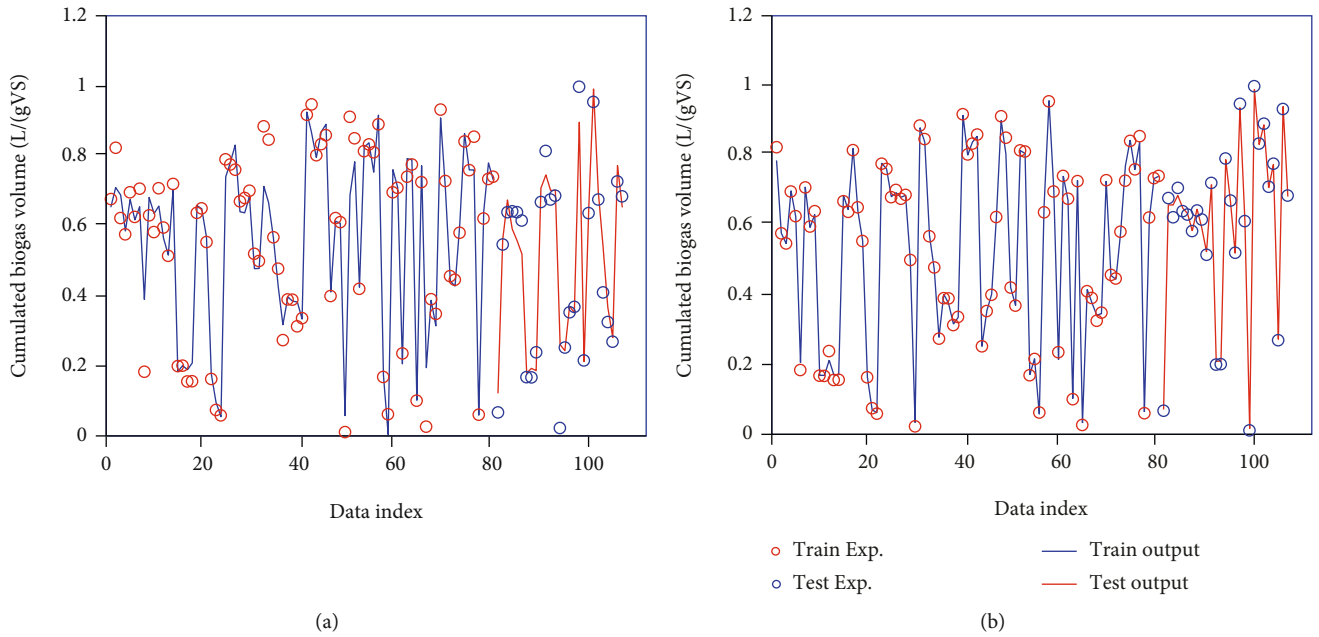 Cumulated biogas volume (L/(gVS)
1.2
1
0.8
0.6
0.4
0.2
0
0
20
40
60
80
100
Data index
(a)
Cumulated biogas volume (L/(gVS)
1.2
1
0.8
0.6
0.4
0.2
0
0
20
40
60
80
100
Data index
Train Exp.
Train output
Test Exp.
Test output
(b)